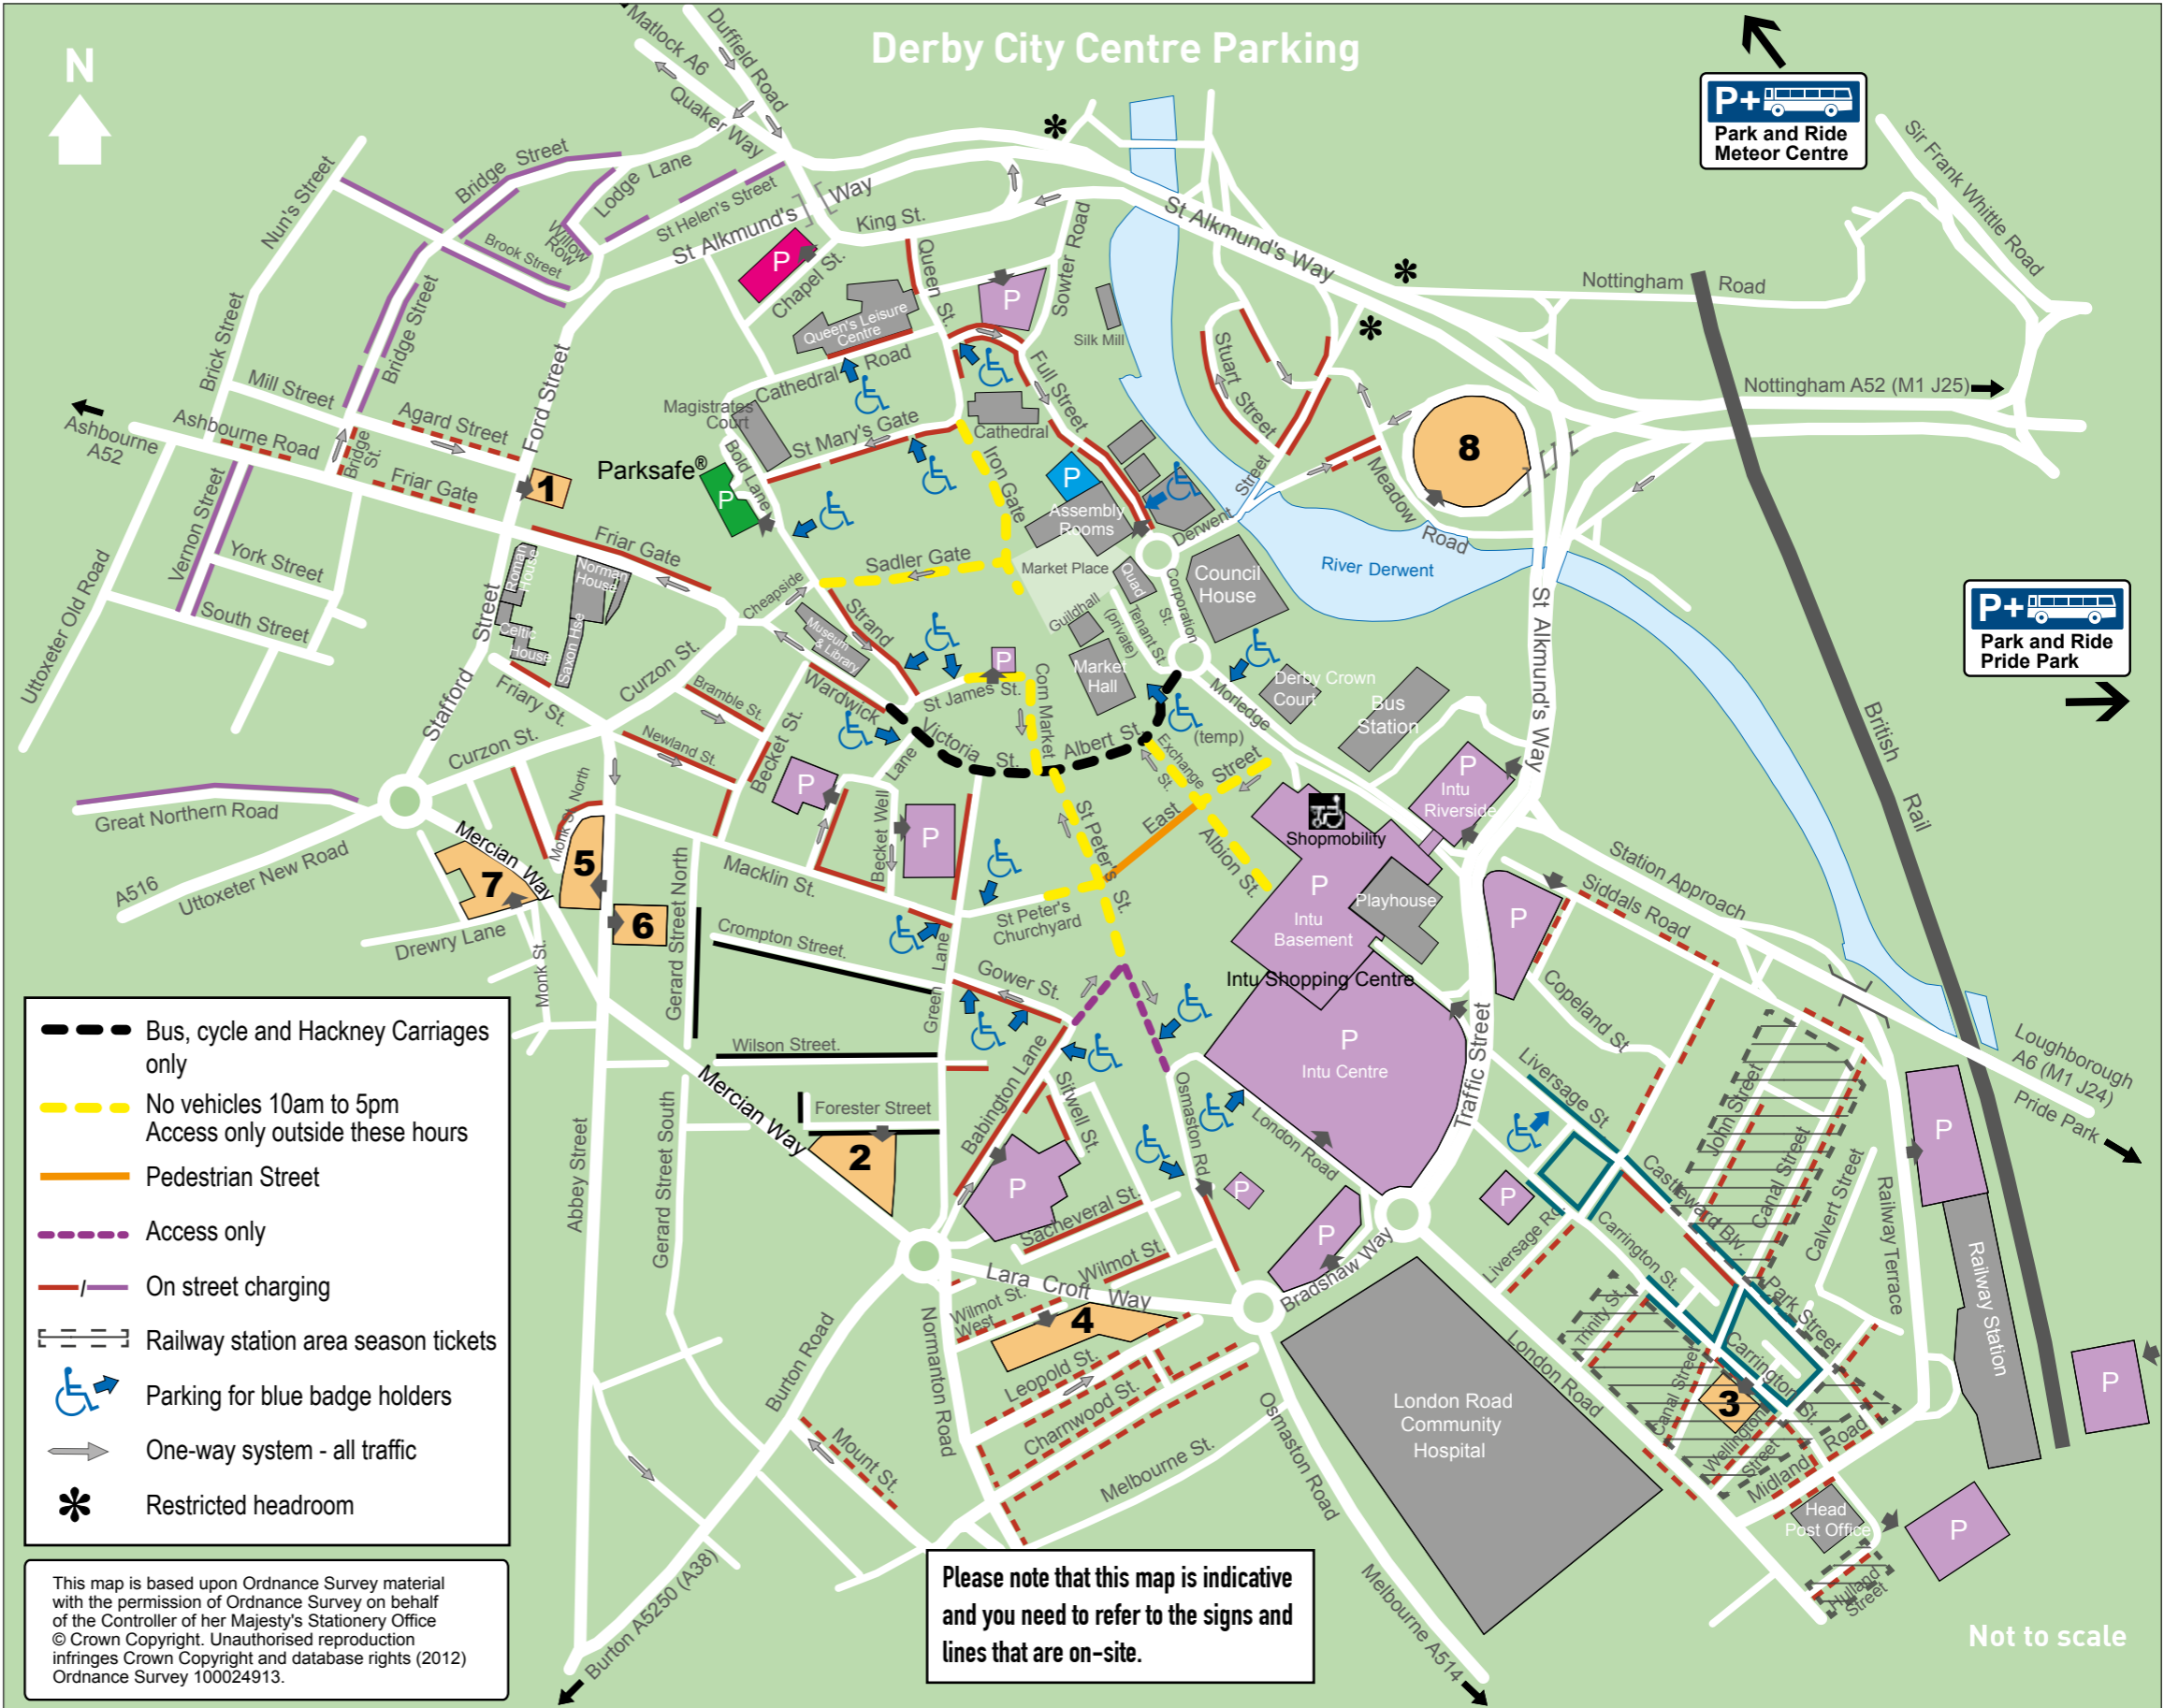 Derby City Centre Parking
N
P+
Park and Ride
Meteor Centre
P+
Park and Ride
Pride Park
Matlock A6
Duffield Road
Quaker Way
Bridge Street
Lodge Lane
Nun's Street
Willow
Row
Brook Street
St Helen's Street
St Alkmund's
Way
King St.
P
Chapel St.
Queen St.
Queen's Leisure
Centre
P
Sowter Road
Silk Mill
St Alkmund's Way
Nottingham Road
Sir Frank Whittle Road
Nottingham A52 (M1 J25)
Brick Street
Bridge Street
Ford Street
Mill Street
Agard Street
Ashbourne
A52
Ashbourne Road
Bridge
St.
Friar Gate
1
Parksafe®
P
Magistrates
Court
Bold Lane
Cathedral Road
St Mary's Gate
Cathedral
Full Street
Iron Gate
P
Assembly
Rooms
Stuart Street
Derwent Street
Meadow Road
8
River Derwent
Vernon Street
York Street
South Street
Uttoxeter Old Road
Stafford Street
Friar Gate
Roman
House
Norman
House
Celtic
House
Saxon Hse
Sadler Gate
Market Place
Quad
Council
House
Corporation
St.
Guildhall
(private)
Tenant St.
Market
Hall
Cheapside
Strand
Museum
& Library
Wardwick
Curzon St.
Friary St.
Bramble St.
Becket St.
Newland St.
Curzon St.
St James St.
P
Corn Market
Victoria St.
Albert St.
(temp)
Morledge
Derby Crown
Court
Bus
Station
St Alkmund's Way
Exchange
St.
East Street
Albion St.
P
Intu
Riverside
Shopmobility
P
Intu
Basement
Playhouse
Intu Shopping Centre
P
Intu Centre
British Rail
Station Approach
Siddals Road
P
Copeland St
Great Northern Road
A516
Uttoxeter New Road
Mercian Way
Monk St. North
5
7
6
Drewry Lane
Monk St.
P
Becket Well Lane
P
Macklin St.
St Peter's St.
St Peter's
Churchyard
Gerard Street North
Crompton Street.
Green Lane
Gower St.
Wilson Street.
Forester Street
Mercian Way
2
Abbey Street
Gerard Street South
Babington Lane
Sitwell St.
P
Sacheveral St.
Wilmot St.
Osmaston Rd.
London Road
P
P
Bradshaw Way
Traffic Street
Liversage St.
P
Liversage Rd.
Castleward Blv.
Carrington St.
John Street
Canal Street
Calvert Street
Railway Terrace
P
Railway Station
P
Loughborough
A6 (M1 J24)
Pride Park
Park Street
Carrington St.
Trinity St.
Canal Street
3
Wellington
Street
Midland Road
London Road
Head
Post Office
P
Hulland
Street
Lara Croft Way
Wilmot St.
West
4
Leopold St.
Charnwood St.
Melbourne St.
Normanton Road
Burton Road
Mount St.
Osmaston Road
London Road
Community
Hospital
Burton A5250 (A38)
Melbourne A514
Bus, cycle and Hackney Carriages
only
No vehicles 10am to 5pm
Access only outside these hours
Pedestrian Street
Access only
/ On street charging
Railway station area season tickets
Parking for blue badge holders
One-way system - all traffic
Restricted headroom
This map is based upon Ordnance Survey material
with the permission of Ordnance Survey on behalf
of the Controller of her Majesty's Stationery Office
© Crown Copyright. Unauthorised reproduction
infringes Crown Copyright and database rights (2012)
Ordnance Survey 100024913.
Please note that this map is indicative
and you need to refer to the signs and
lines that are on-site.
Not to scale